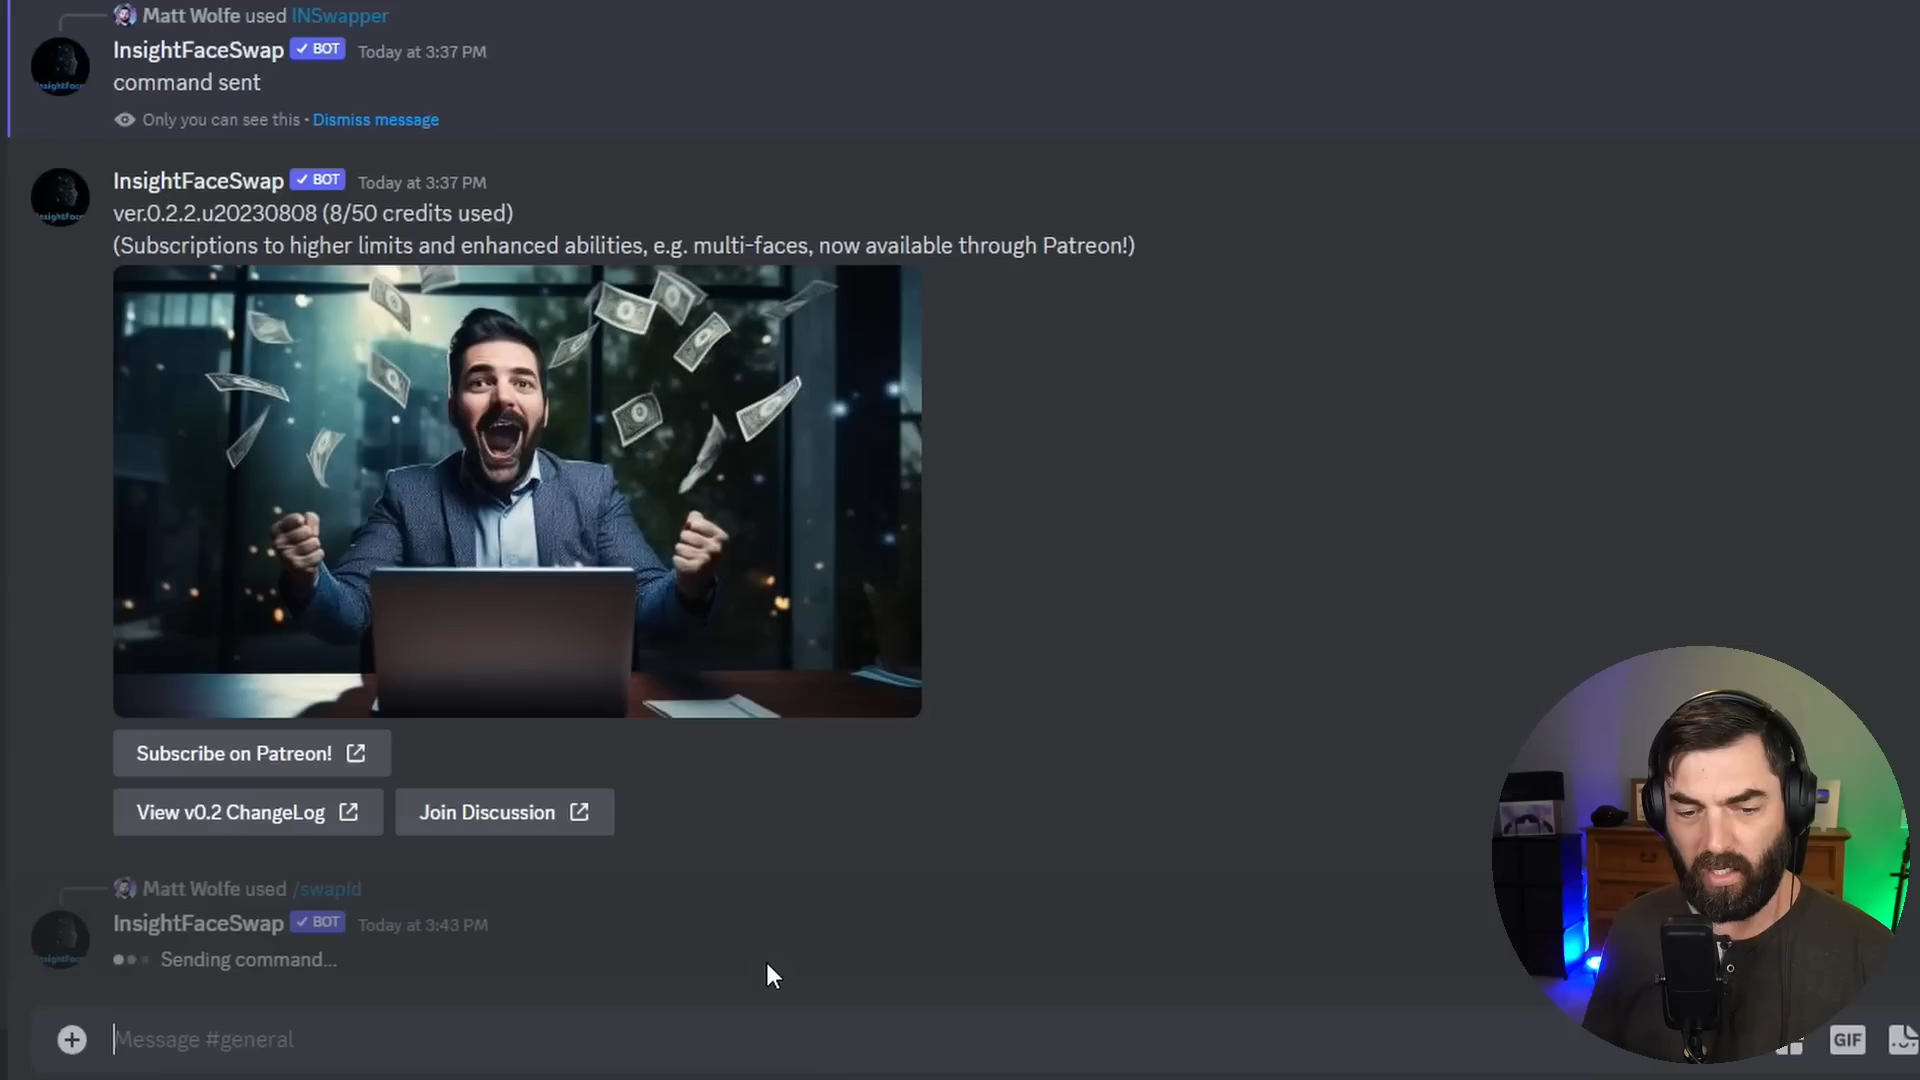 Matt Wolfe used INSwapper
InsightFaceSwap ✓ BOT Today at 3:37 PM
command sent
Only you can see this • Dismiss message
InsightFaceSwap ✓ BOT Today at 3:37 PM
ver.0.2.2.u20230808 (8/50 credits used)
(Subscriptions to higher limits and enhanced abilities, e.g. multi-faces, now available through Patreon!)
Subscribe on Patreon!
View v0.2 ChangeLog
Join Discussion
Matt Wolfe used /swapid
InsightFaceSwap ✓ BOT Today at 3:43 PM
Sending command...
Message #general
GIF